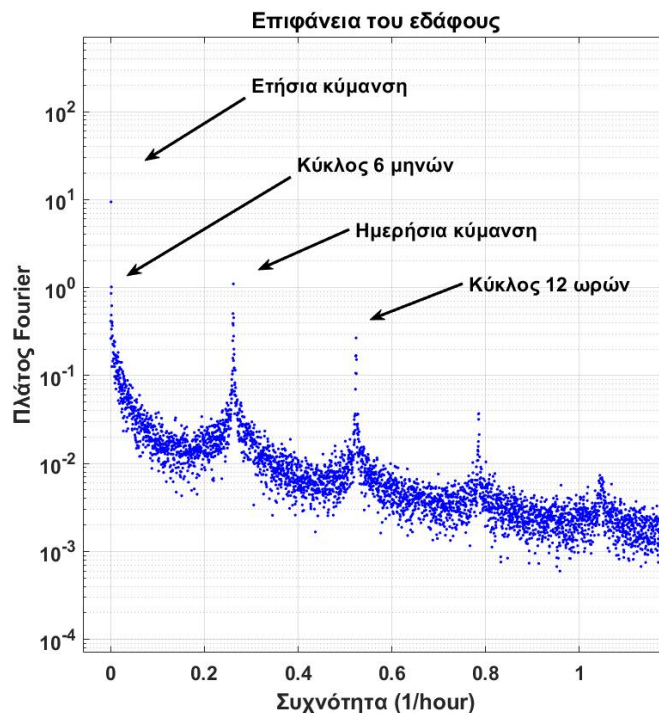 Επιφάνεια του εδάφους
Ετήσια κύμανση
Κύκλος 6 μηνών
Ημερήσια κύμανση
Κύκλος 12 ωρών
Πλάτος Fourier
10^2
10^1
10^0
10^-1
10^-2
10^-3
10^-4
0 0.2 0.4 0.6 0.8 1
Συχνότητα (1/hour)